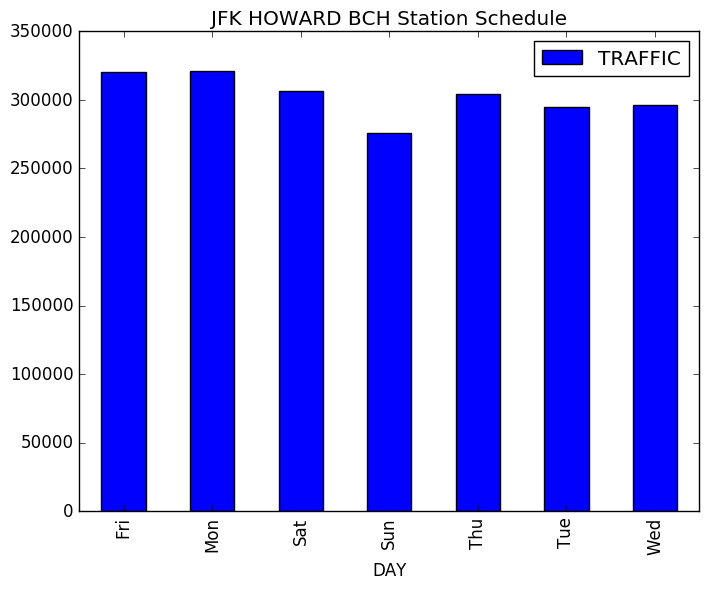 JFK HOWARD BCH Station Schedule
350000
300000
250000
200000
150000
100000
50000
0
TRAFFIC
Fri
Mon
Sat
Sun
Thu
Tue
Wed
DAY